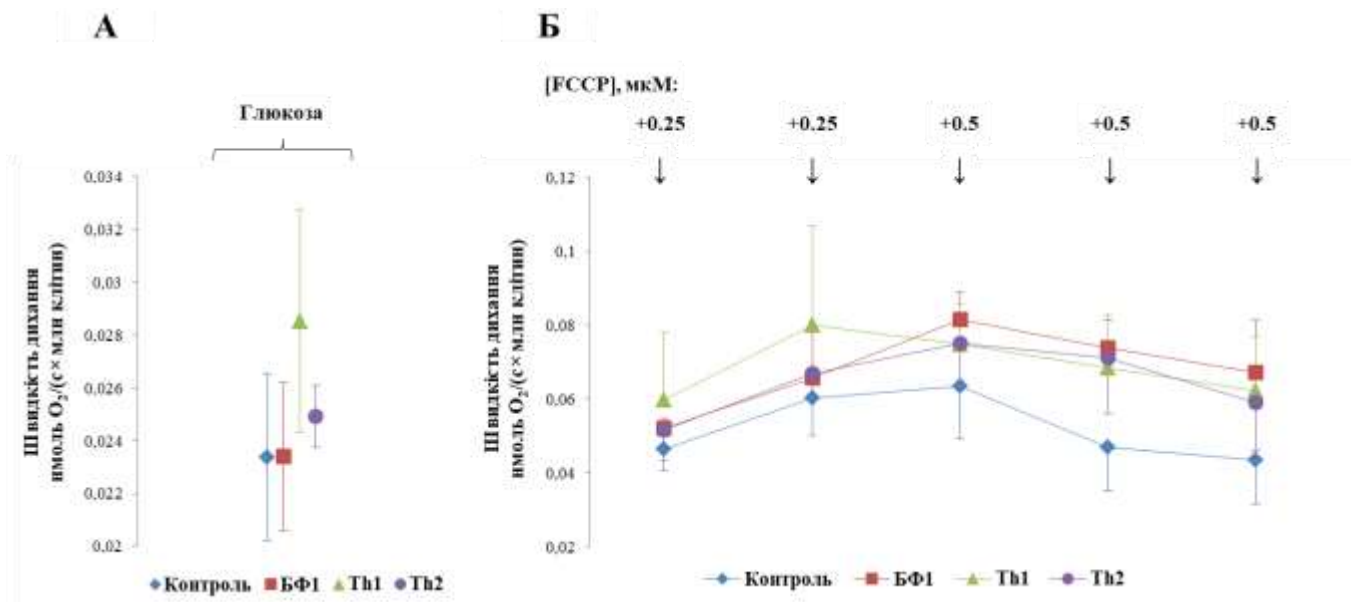 А
Б
[FCCP], мкМ:
Глюкоза
+0.25 +0.25 +0.5 +0.5 +0.5
0,034
0,032
0,03
0,028
0,026
0,024
0,022
0,02
Швидкість дихання
нмоль O₂/(с× млн клітин)
Контроль БФ1 Th1 Th2
0,12
0,1
0,08
0,06
0,04
0,02
Швидкість дихання
нмоль O₂/(с× млн клітин)
Контроль БФ1 Th1 Th2